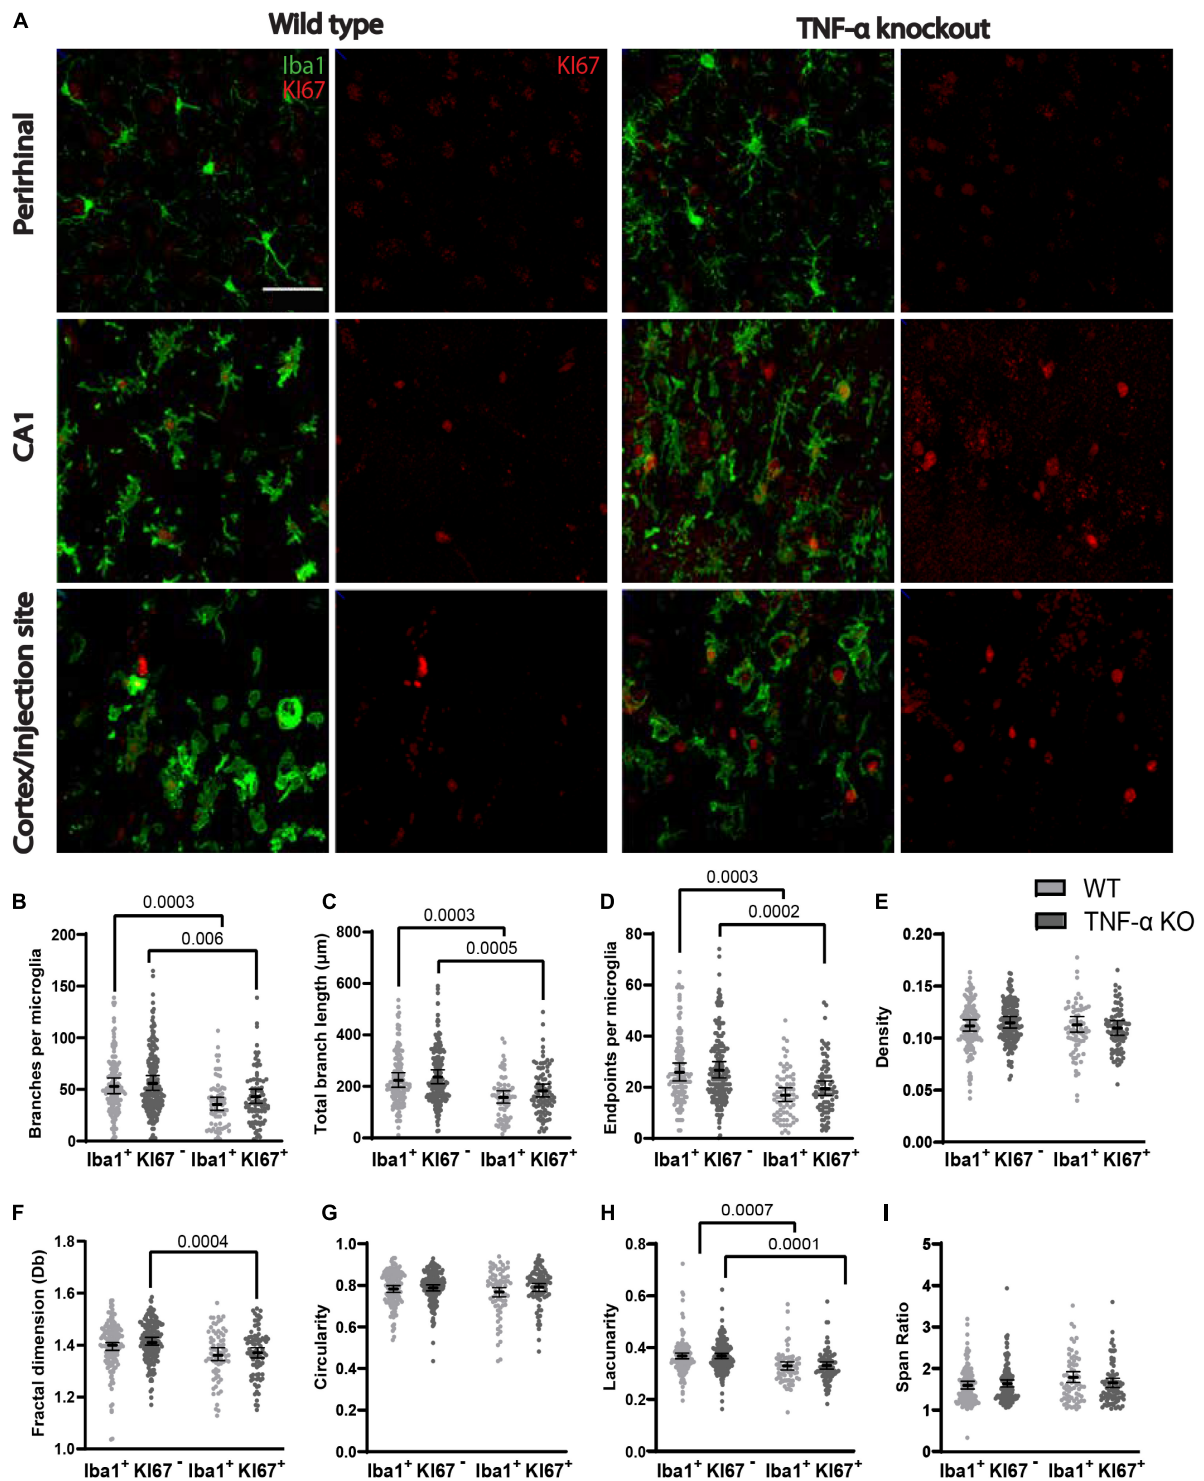 A
Wild type
TNF-α knockout
Perirhinal
Iba1
KI67
KI67
CA1
Cortex/injection site
WT
TNF-α KO
B
0.0003
0.006
Branches per microglia
200
150
100
50
0
Iba1+ KI67- Iba1+ KI67+
C
0.0003
0.0005
Total branch length (μm)
800
600
400
200
0
Iba1+ KI67- Iba1+ KI67+
D
0.0003
0.0002
Endpoints per microglia
80
60
40
20
0
Iba1+ KI67- Iba1+ KI67+
E
Density
0.20
0.15
0.10
0.05
0.00
Iba1+ KI67- Iba1+ KI67+
F
0.0004
Fractal dimension (Db)
1.8
1.6
1.4
1.2
1.0
Iba1+ KI67- Iba1+ KI67+
G
Circularity
1.0
0.8
0.6
0.4
0.2
0.0
Iba1+ KI67- Iba1+ KI67+
H
0.0007
0.0001
Lacunarity
0.8
0.6
0.4
0.2
0.0
Iba1+ KI67- Iba1+ KI67+
I
Span Ratio
5
4
3
2
1
0
Iba1+ KI67- Iba1+ KI67+